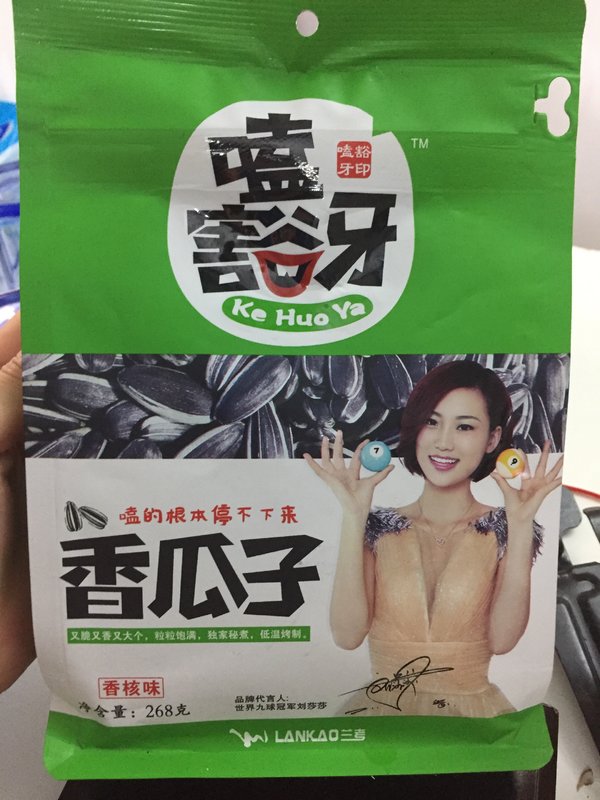 嗑
豁牙
TM
嗑豁
牙印
Ke Huo Ya
7
9
嗑的根本停不下来
香瓜子
又脆又香又大个，粒粒饱满，独家秘煮，低温烤制。
香核味
净含量：268克
品牌代言人：
世界九球冠军刘莎莎
LANKAO兰考